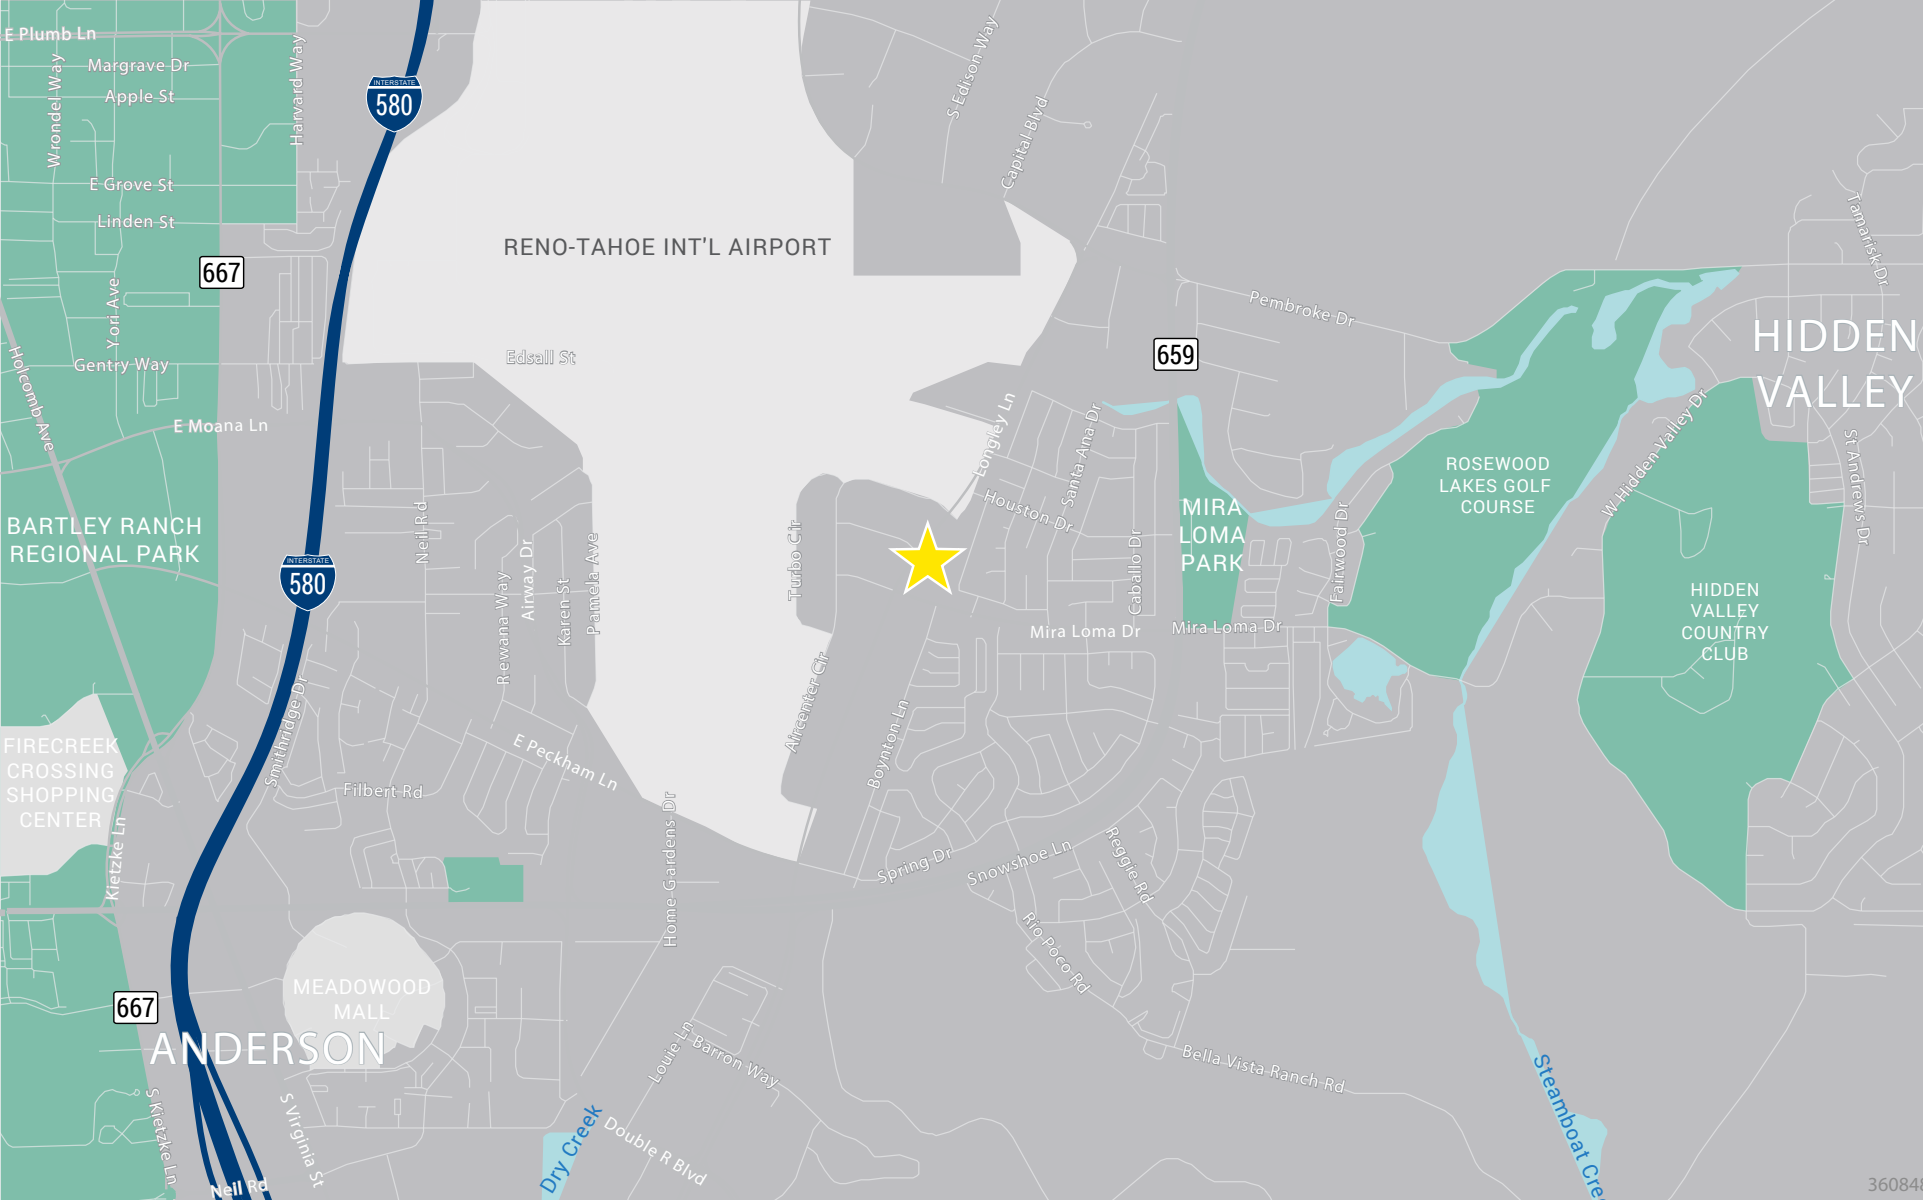 E Plumb Ln
Margrave Dr
Apple St
Wrondel Way
Harvard Way
INTERSTATE
580
S Edison Way
Capital Blvd
E Grove St
Linden St
667
Yori Ave
Gentry Way
Holcomb Ave
E Moana Ln
RENO-TAHOE INT'L AIRPORT
Edsall St
Pembroke Dr
659
Tamarisk Dr
HIDDEN
VALLEY
W Hidden Valley Dr
St Andrews Dr
Longley Ln
Santa Ana Dr
Houston Dr
Caballo Dr
MIRA
LOMA
PARK
Fairwood Dr
ROSEWOOD
LAKES GOLF
COURSE
HIDDEN
VALLEY
COUNTRY
CLUB
BARTLEY RANCH
REGIONAL PARK
INTERSTATE
580
Neil Rd
Rewana Way
Airway Dr
Karen St
Pamela Ave
Turbo Cir
Mira Loma Dr
Mira Loma Dr
Aircenter Cir
Boynton Ln
Smithridge Dr
E Peckham Ln
Filbert Rd
FIRECREEK
CROSSING
SHOPPING
CENTER
Kietzke Ln
Home Gardens Dr
Spring Dr
Snowshoe Ln
Reggie Rd
Rio Poco Rd
MEADOWOOD
MALL
667
ANDERSON
Louie Ln
Barron Way
Bella Vista Ranch Rd
S Kietzke Ln
S Virginia St
Neil Rd
Dry Creek
Double R Blvd
Steamboat Cre
360848